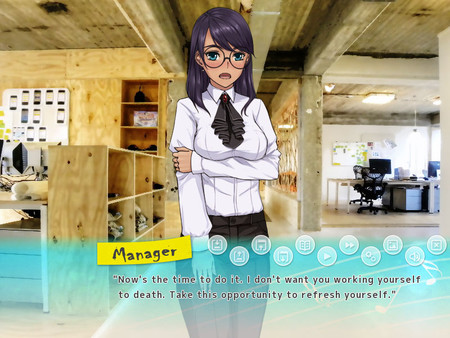 Manager
"Now's the time to do it. I don't want you working yourself
to death. Take this opportunity to refresh yourself."